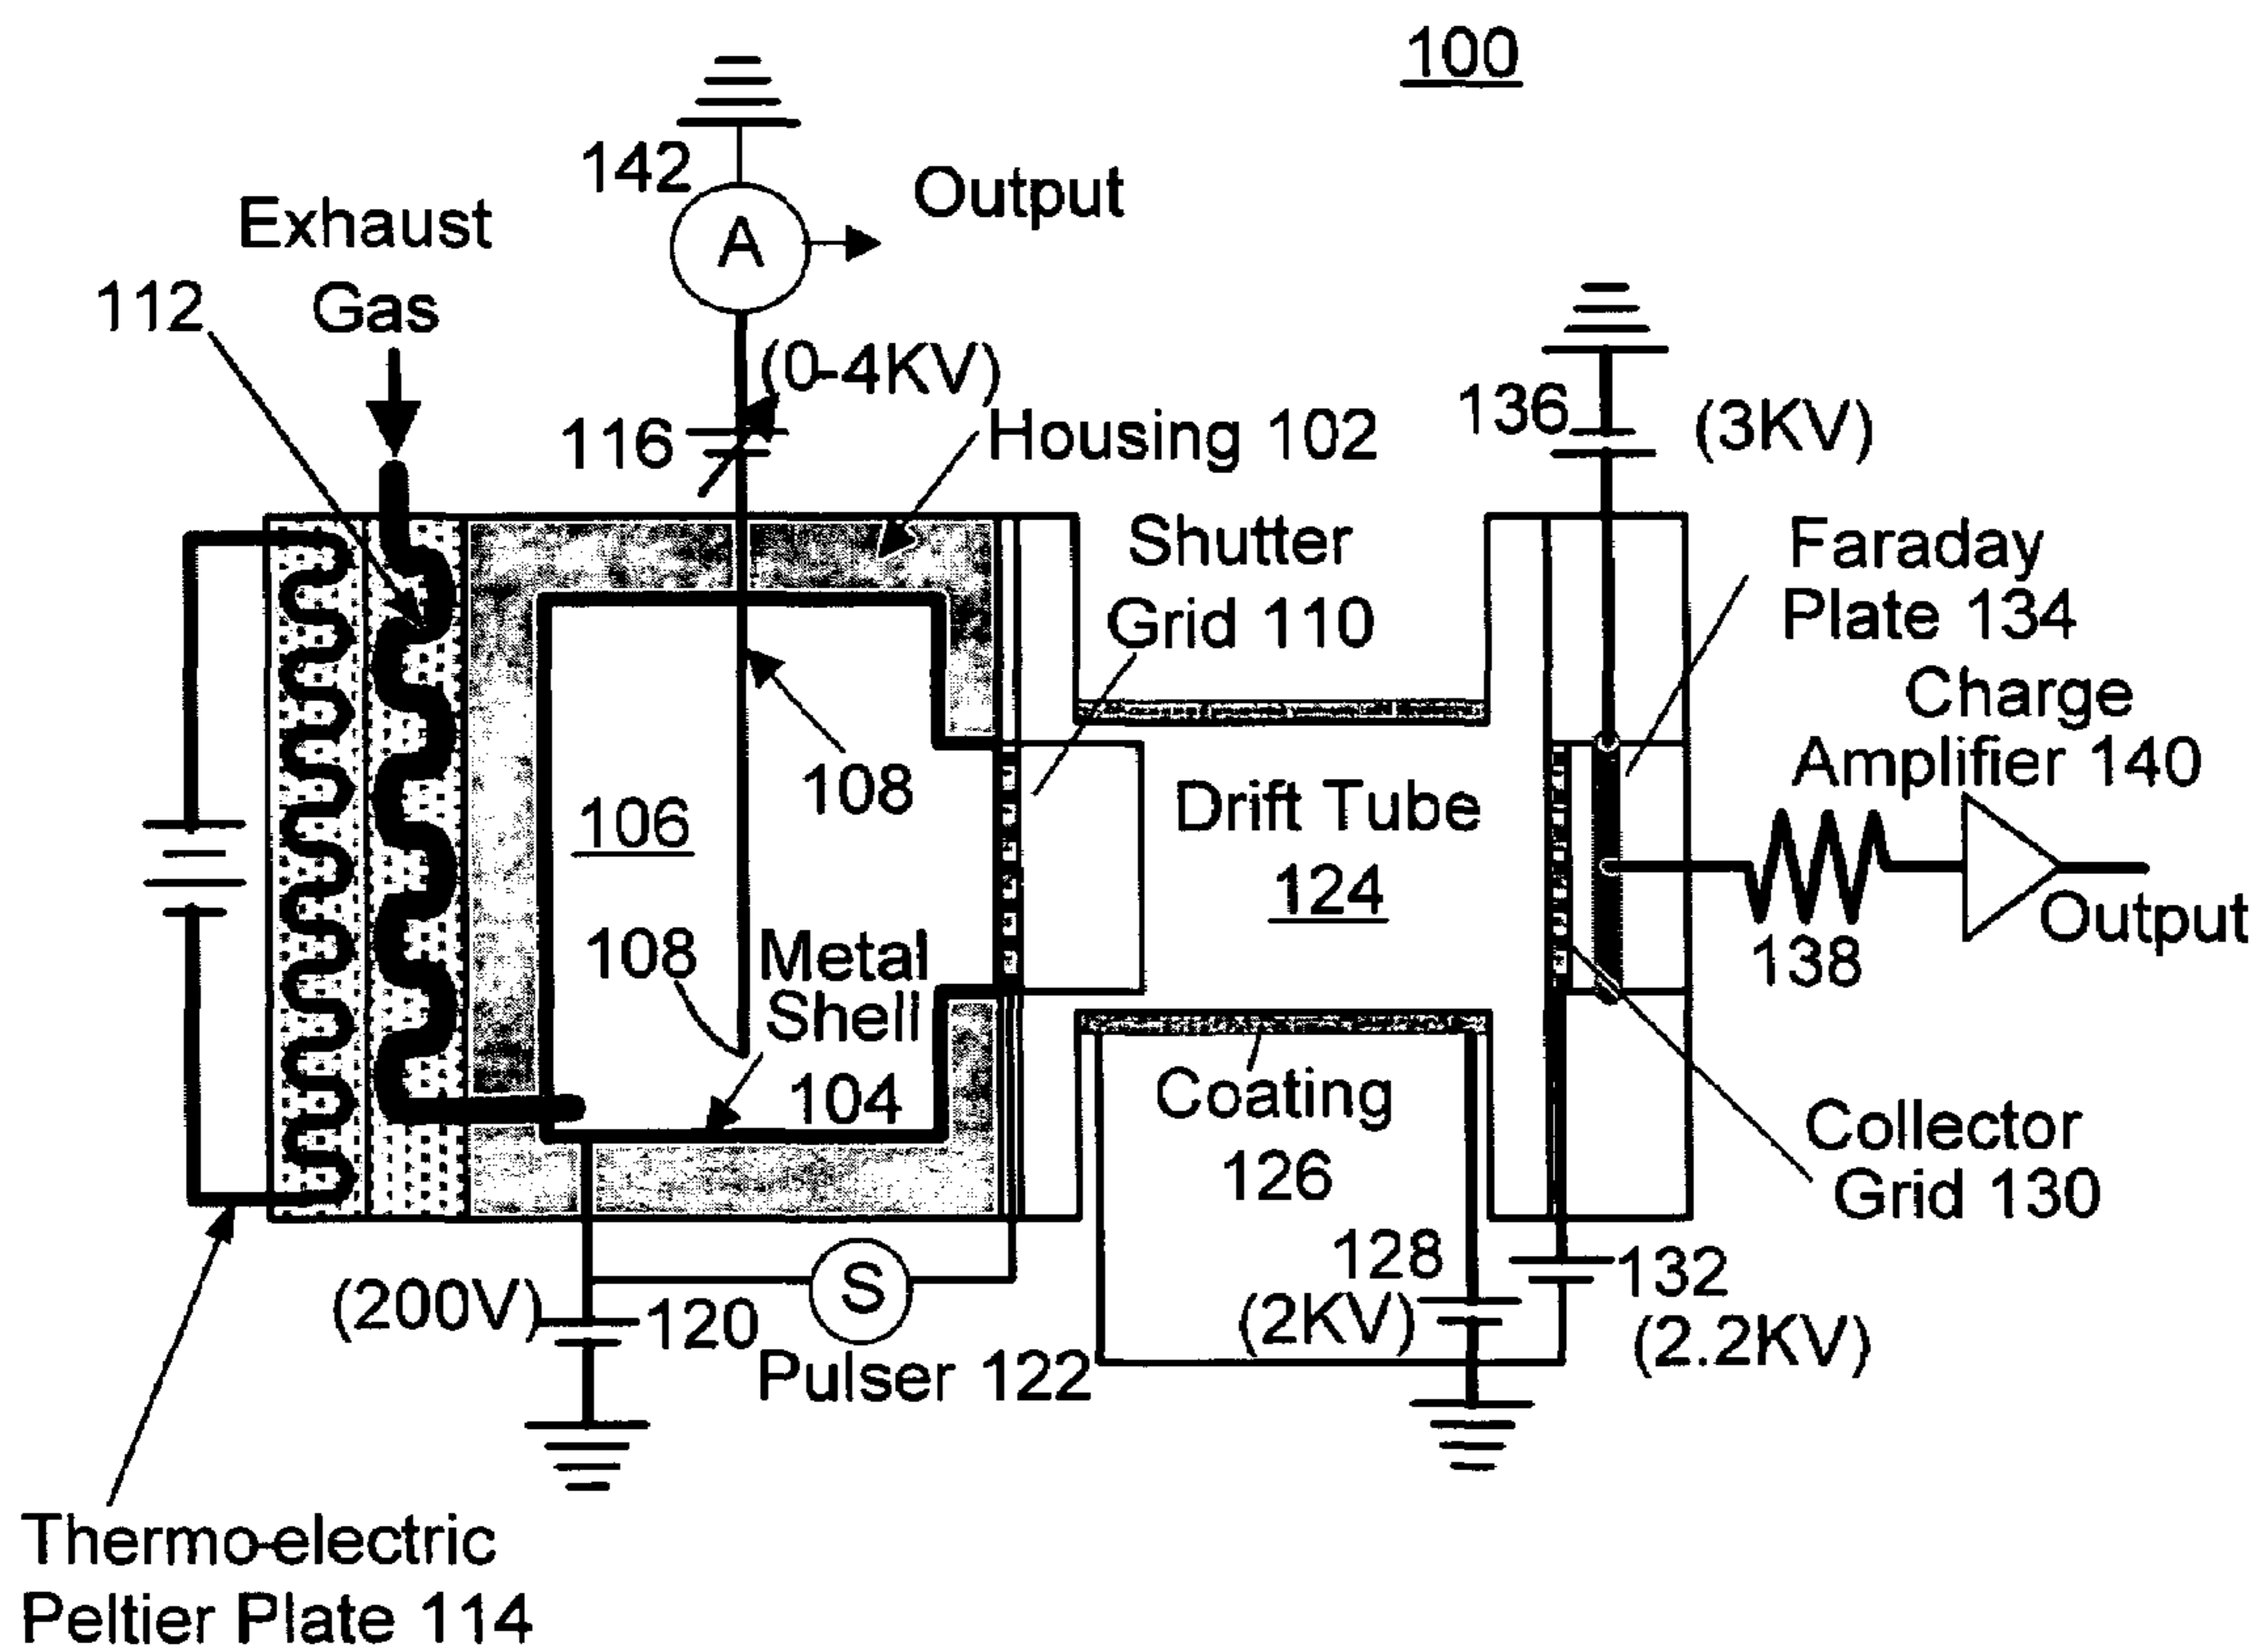 100
142
Output
A
Exhaust
Gas
112
(0-4KV)
116
Housing 102
136
(3KV)
Shutter
Grid 110
Faraday
Plate 134
Charge
Amplifier 140
108
106
Drift Tube
124
108
Metal
Shell
104
138
Output
Coating
126
Collector
Grid 130
128
(2KV)
132
(2.2KV)
(200V)
120
S
Pulser 122
Thermo-electric
Peltier Plate 114